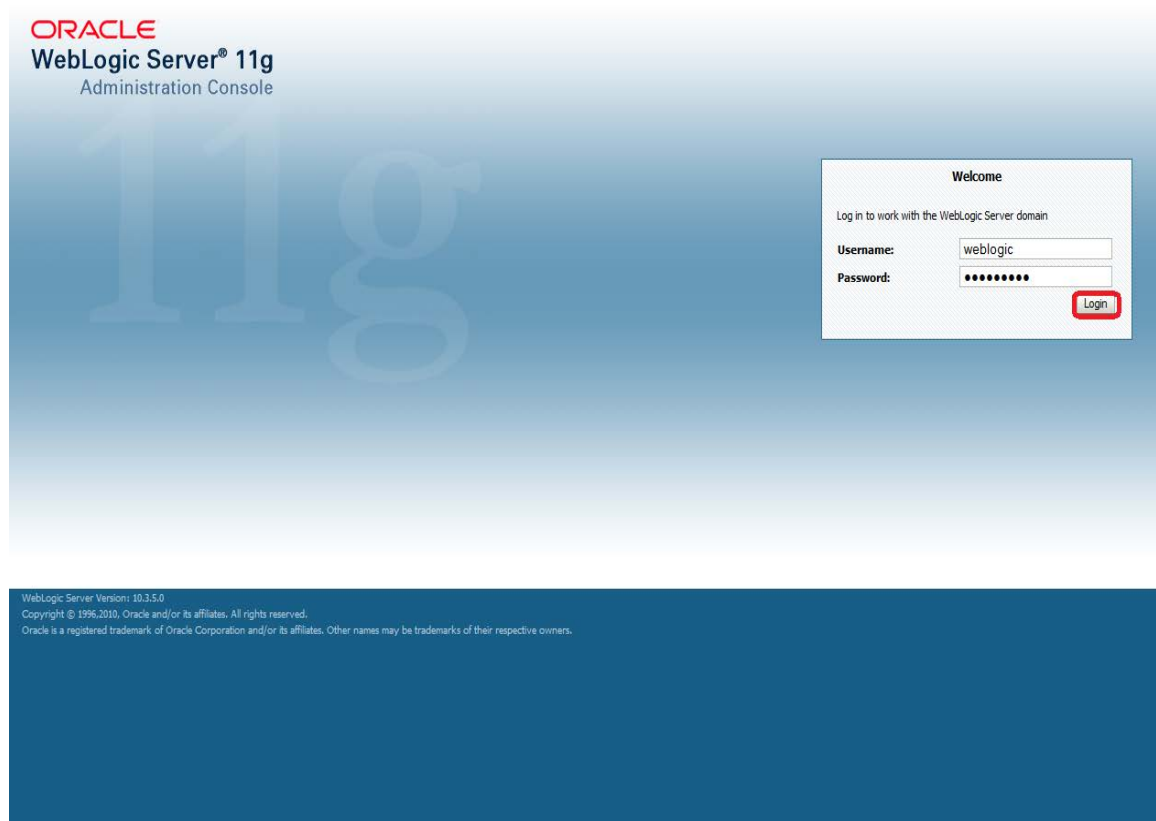 ORACLE
WebLogic Server® 11g
Administration Console
11g
Welcome
Log in to work with the WebLogic Server domain
Username: weblogic
Password: •••••••••
Login
WebLogic Server Version: 10.3.5.0
Copyright © 1996,2010, Oracle and/or its affiliates. All rights reserved.
Oracle is a registered trademark of Oracle Corporation and/or its affiliates. Other names may be trademarks of their respective owners.